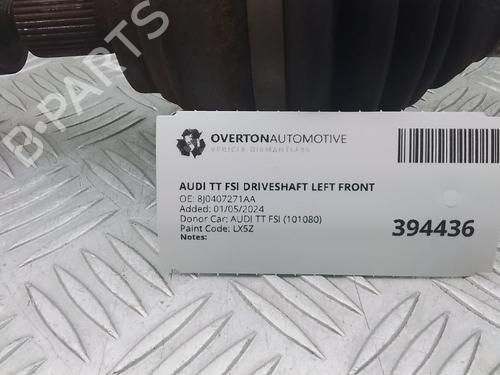 B-PARTS
OVERTONAUTOMOTIVE
VEHICLE DISMANTLERS
AUDI TT FSI DRIVESHAFT LEFT FRONT
OE: 8J0407271AA
Added: 01/05/2024
Donor Car: AUDI TT FSI (101080)
Paint Code: LX5Z
Notes:
394436